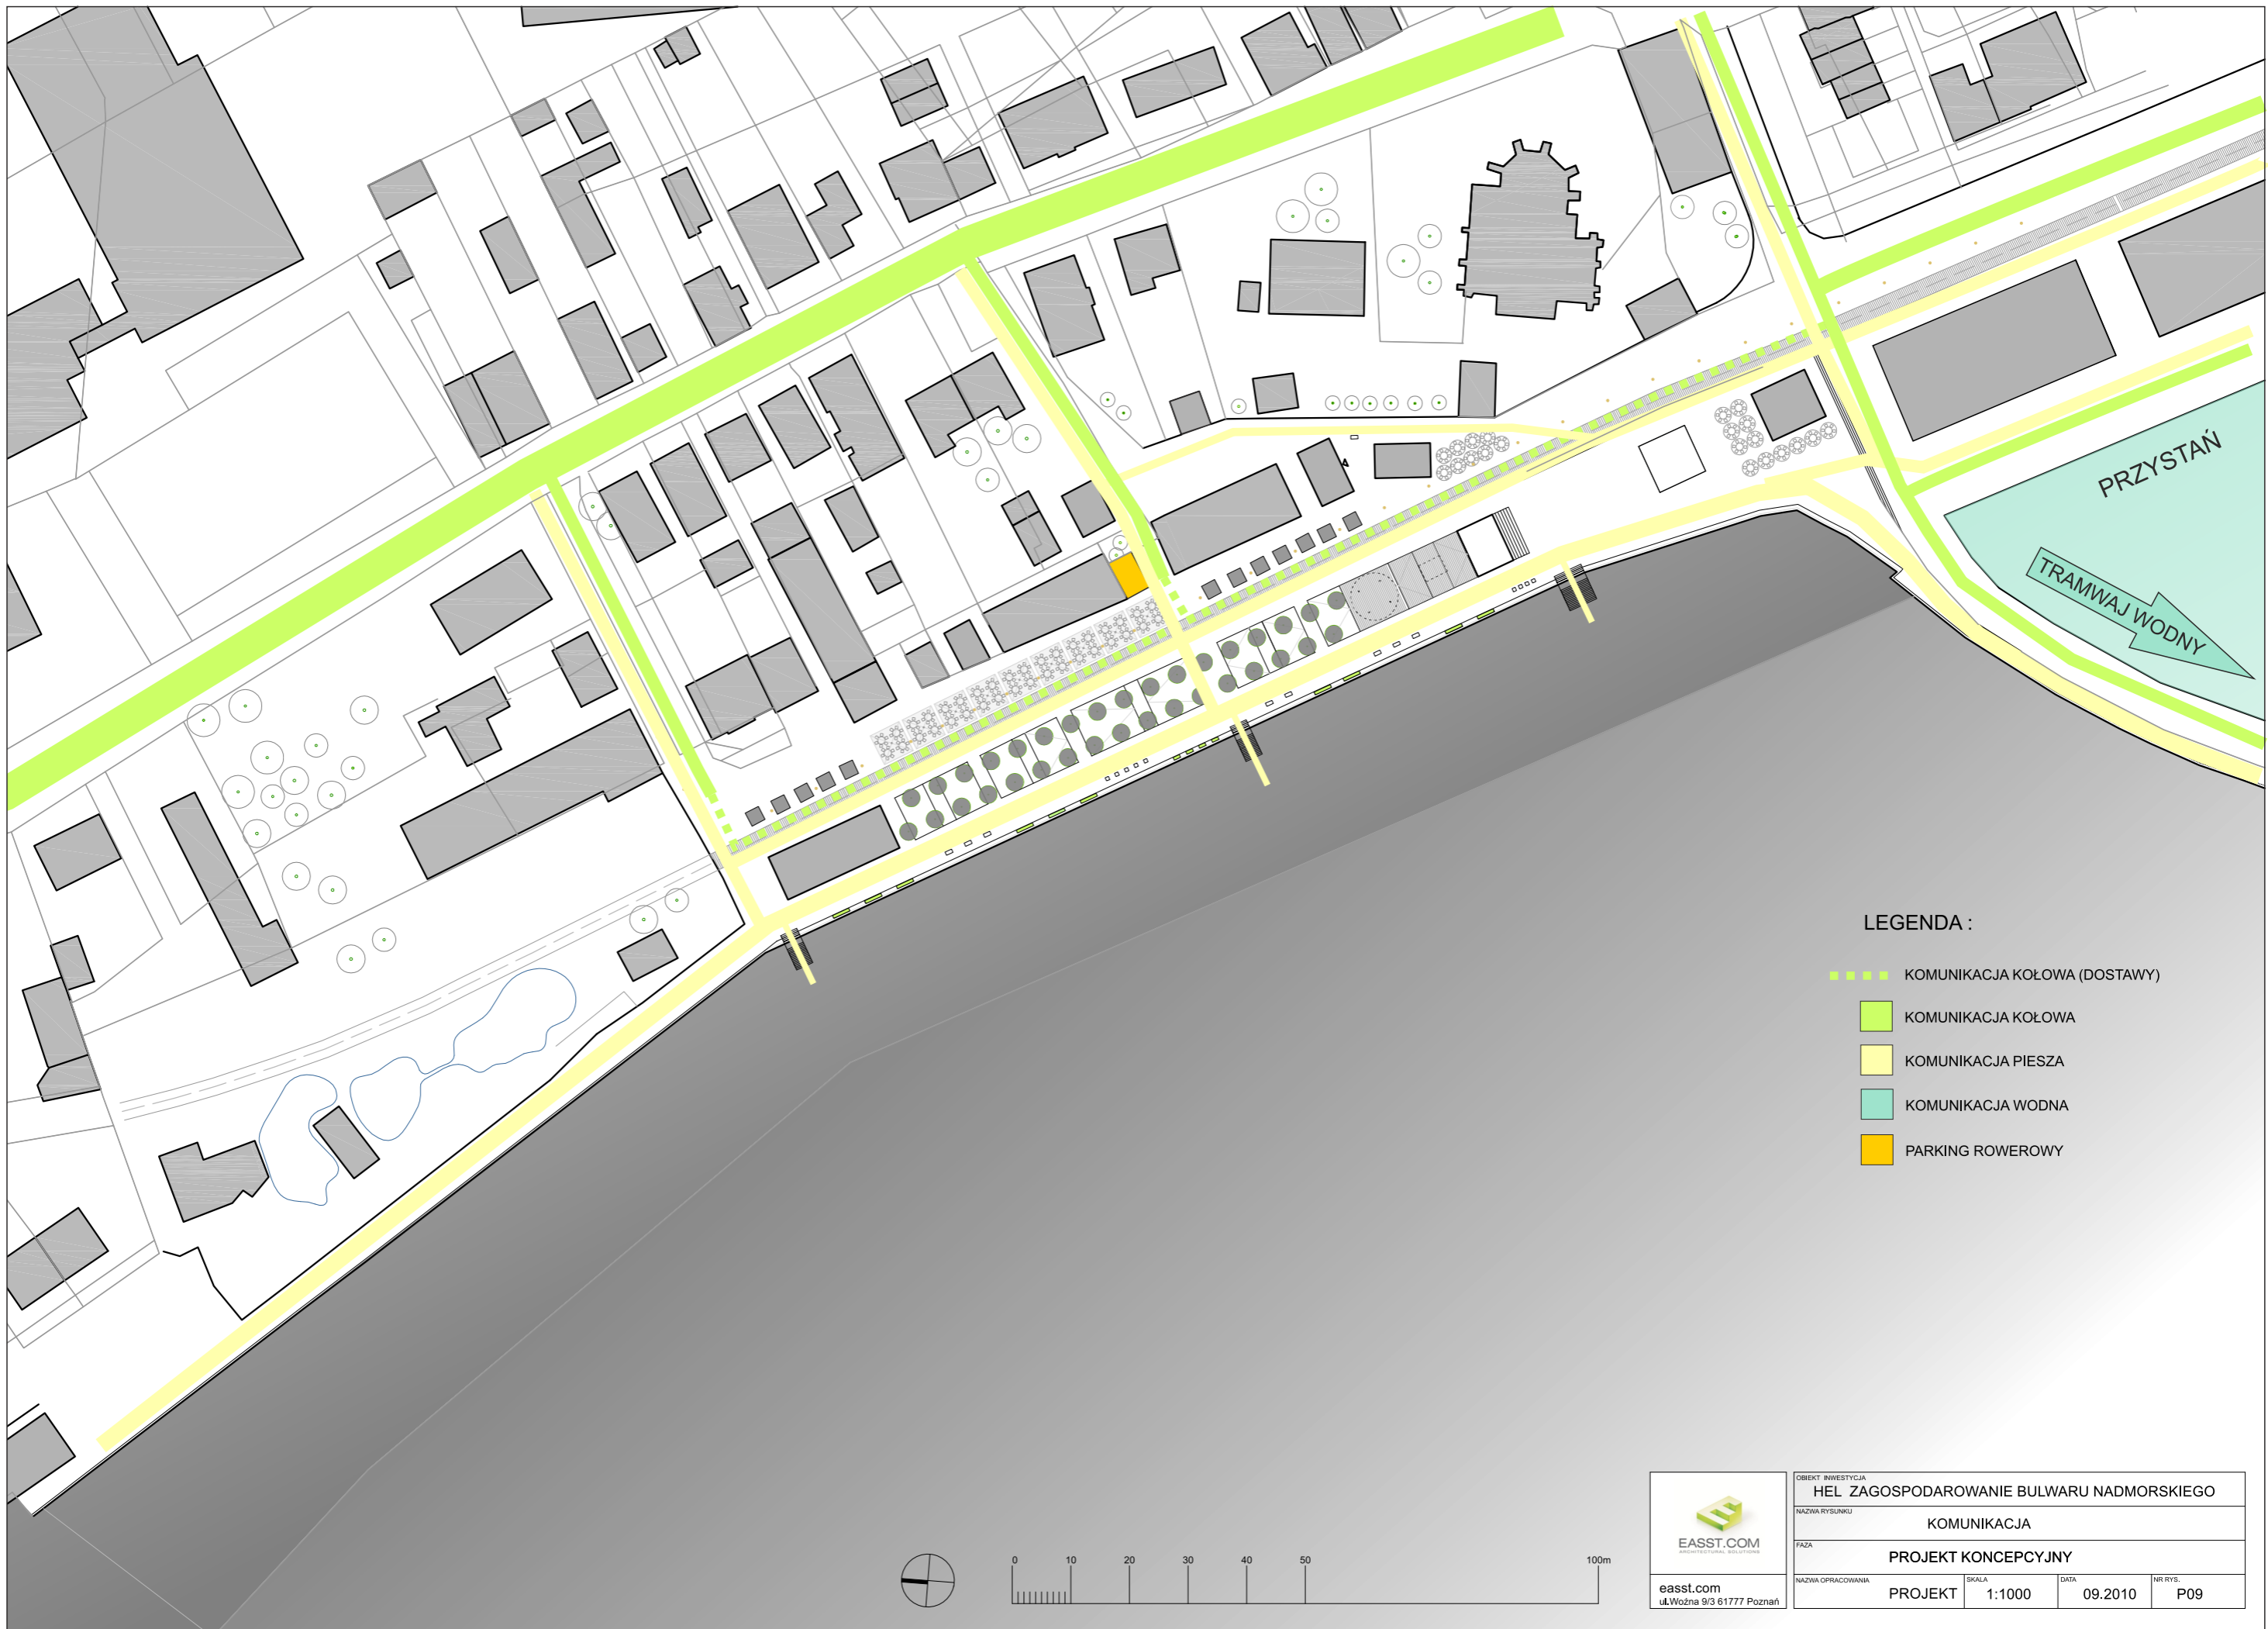 PRZYSTAŃ
TRAMWAJ WODNY
LEGENDA :
KOMUNIKACJA KOŁOWA (DOSTAWY)
KOMUNIKACJA KOŁOWA
KOMUNIKACJA PIESZA
KOMUNIKACJA WODNA
PARKING ROWEROWY
0 10 20 30 40 50 100m
EASST.COM
ARCHITECTURAL SOLUTIONS
easst.com
ul.Woźna 9/3 61777 Poznań
OBIEKT INWESTYCJA
HEL ZAGOSPODAROWANIE BULWARU NADMORSKIEGO
NAZWA RYSUNKU
KOMUNIKACJA
FAZA
PROJEKT KONCEPCYJNY
NAZWA OPRACOWANIA
PROJEKT
SKALA
1:1000
DATA
09.2010
NR RYS.
P09